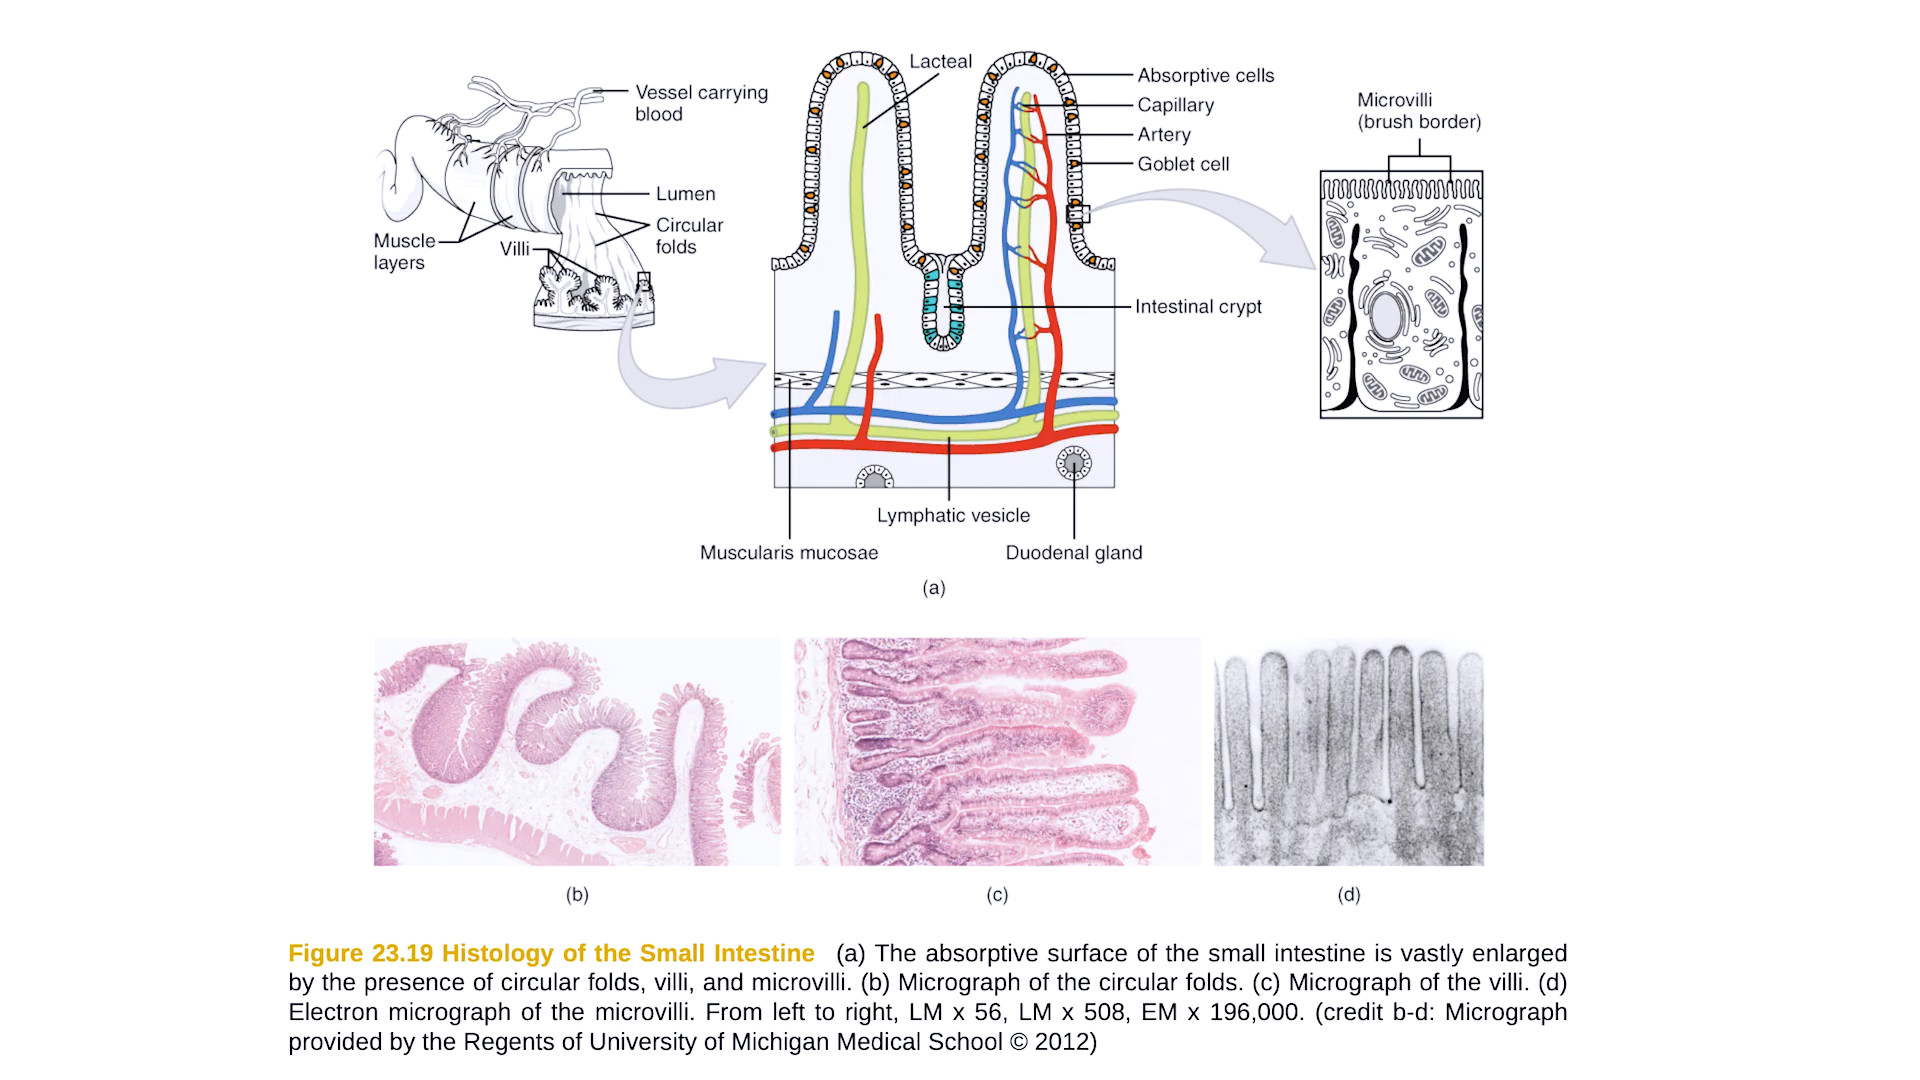 Vessel carrying
blood
Lumen
Circular
folds
Muscle
layers
Villi
Lacteal
Absorptive cells
Capillary
Artery
Goblet cell
Intestinal crypt
Lymphatic vesicle
Muscularis mucosae
Duodenal gland
Microvilli
(brush border)
(a)
(b)
(c)
(d)
Figure 23.19 Histology of the Small Intestine (a) The absorptive surface of the small intestine is vastly enlarged
by the presence of circular folds, villi, and microvilli. (b) Micrograph of the circular folds. (c) Micrograph of the villi. (d)
Electron micrograph of the microvilli. From left to right, LM x 56, LM x 508, EM x 196,000. (credit b-d: Micrograph
provided by the Regents of University of Michigan Medical School © 2012)